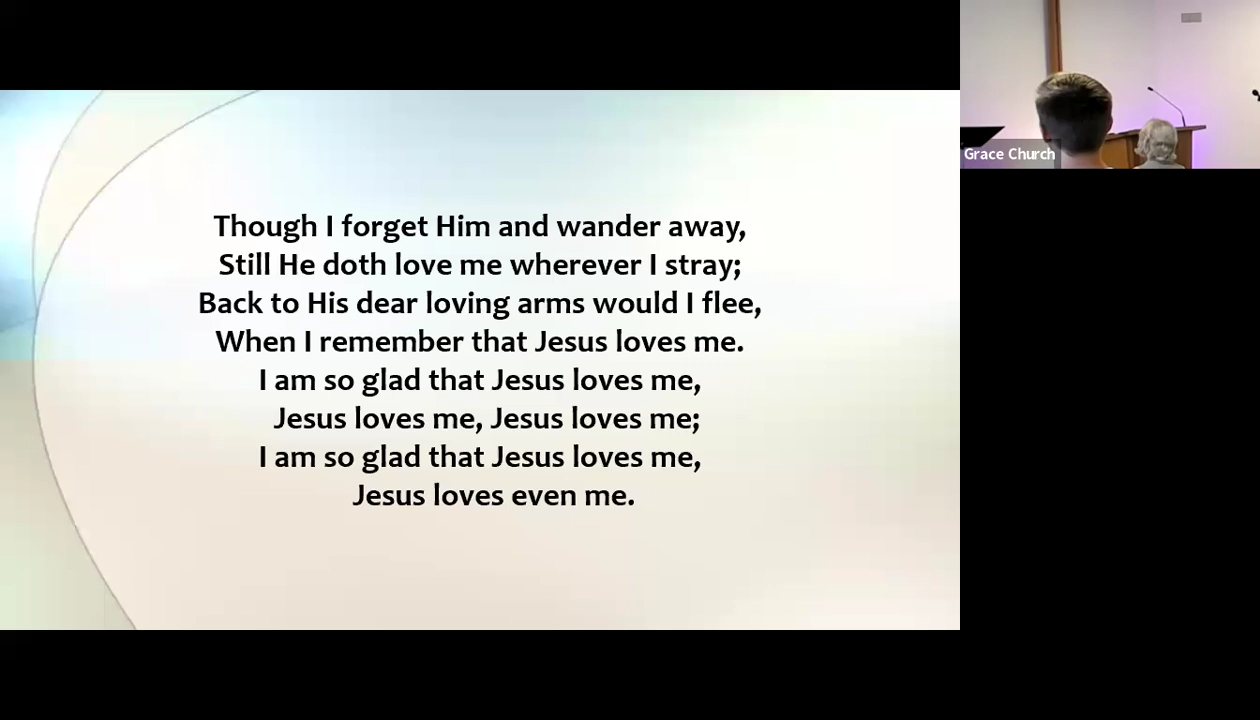 Though I forget Him and wander away,
Still He doth love me wherever I stray;
Back to His dear loving arms would I flee,
When I remember that Jesus loves me.
I am so glad that Jesus loves me,
Jesus loves me, Jesus loves me;
I am so glad that Jesus loves me,
Jesus loves even me.
Grace Church